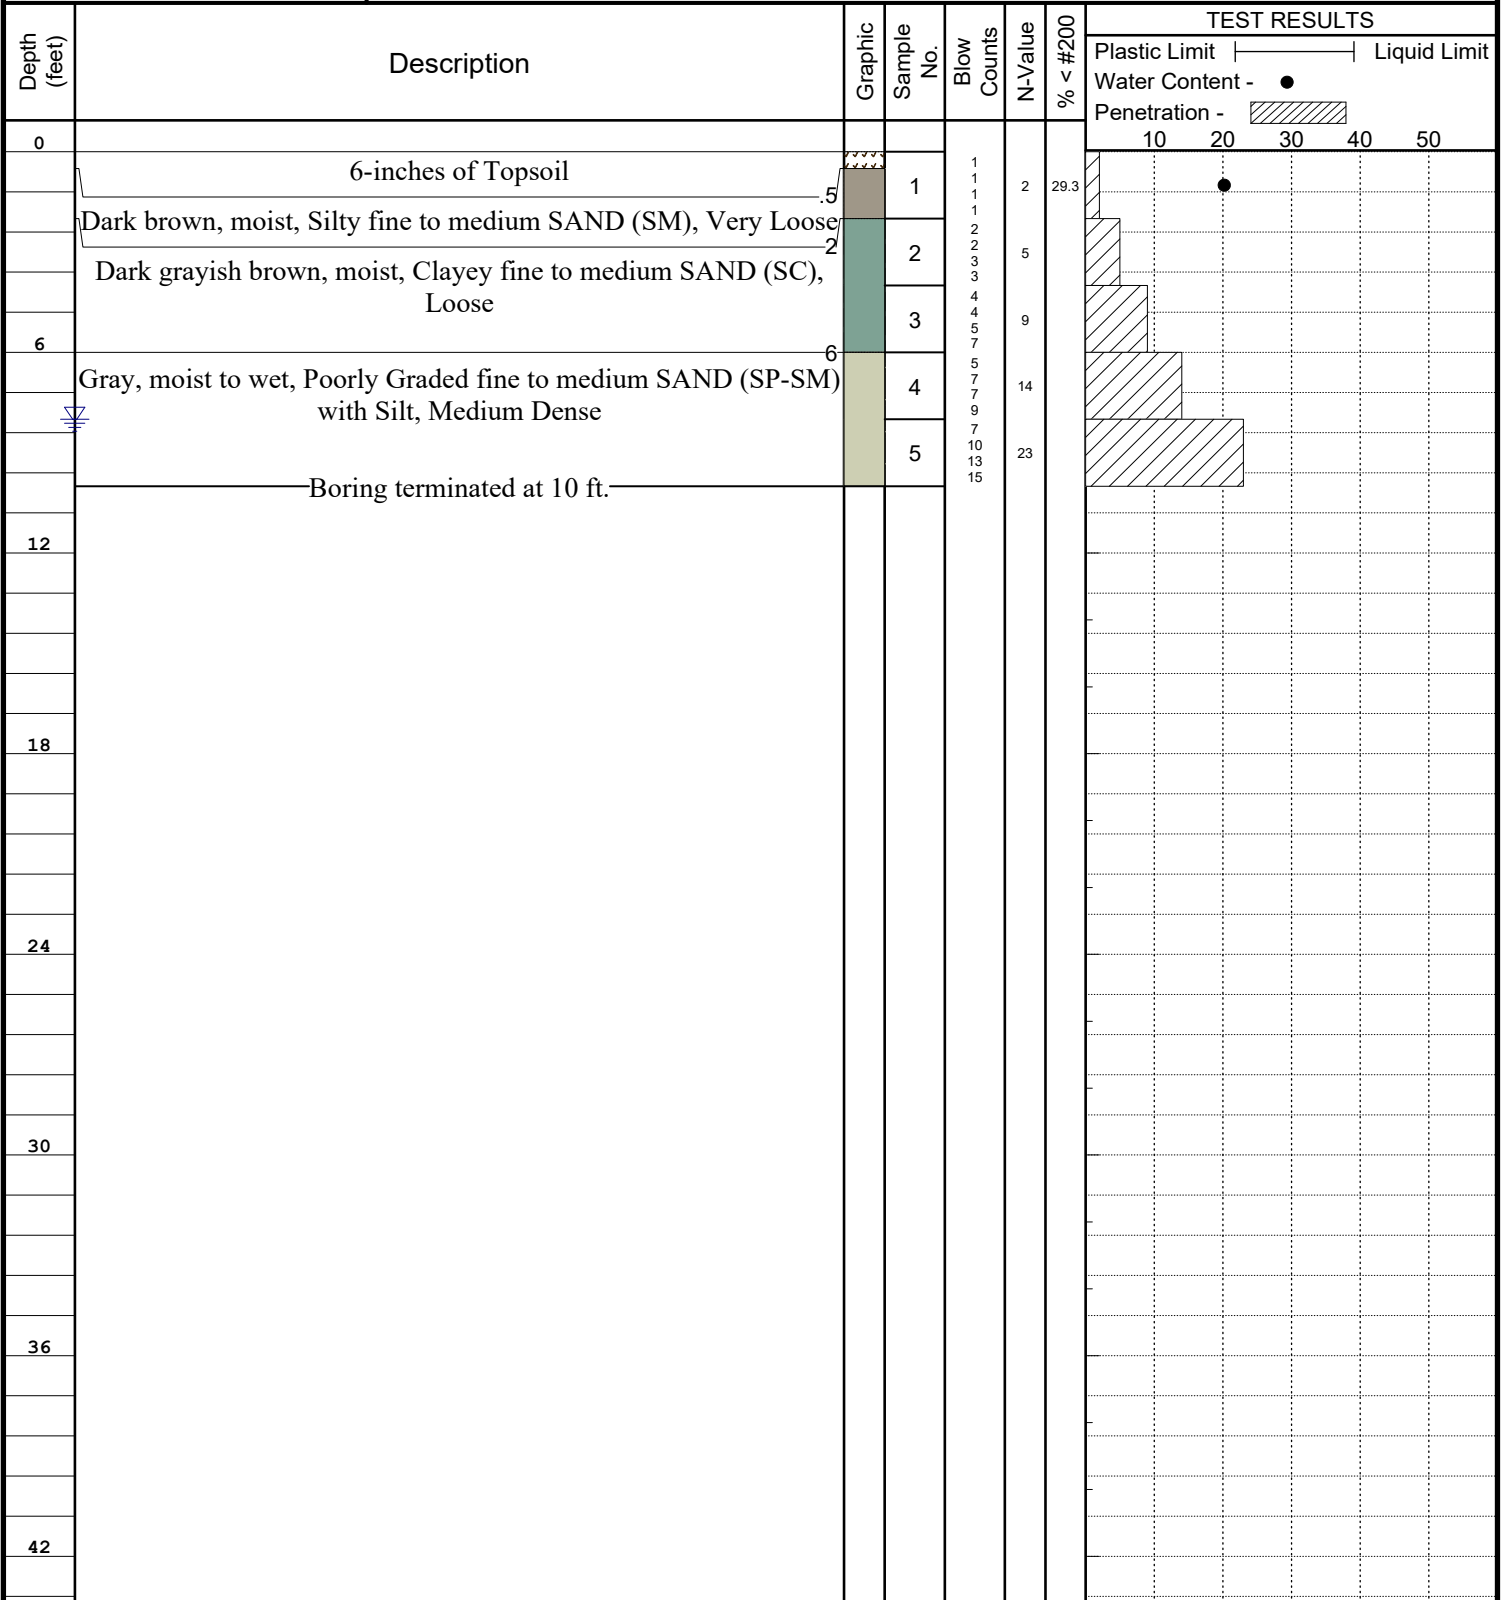 Depth
(feet)
Description
Graphic
Sample
No.
Blow
Counts
N-Value
% < #200
TEST RESULTS
Plastic Limit Liquid Limit
Water Content -
Penetration -
10 20 30 40 50
0
6-inches of Topsoil
.5
Dark brown, moist, Silty fine to medium SAND (SM), Very Loose
2
Dark grayish brown, moist, Clayey fine to medium SAND (SC),
Loose
6
6
Gray, moist to wet, Poorly Graded fine to medium SAND (SP-SM)
with Silt, Medium Dense
Boring terminated at 10 ft.
1
1
1
1
1
2
29.3
2
2
2
3
3
5
3
4
4
5
7
9
4
5
7
7
9
14
5
7
10
13
15
23
12
18
24
30
36
42